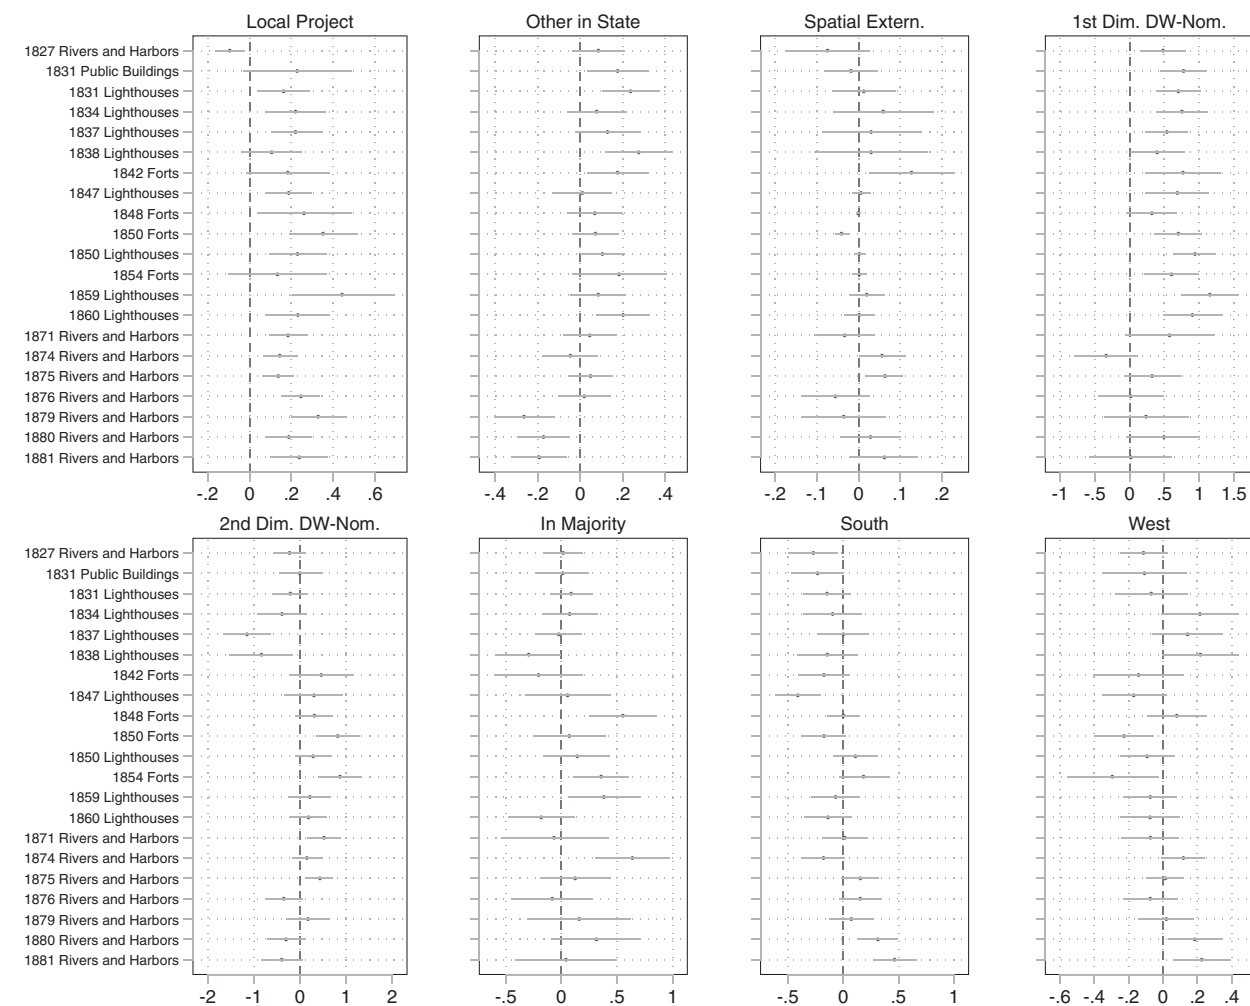 Local Project Other in State Spatial Extern. 1st Dim. DW-Nom.
1827 Rivers and Harbors
1831 Public Buildings
1831 Lighthouses
1834 Lighthouses
1837 Lighthouses
1838 Lighthouses
1842 Forts
1847 Lighthouses
1848 Forts
1850 Forts
1850 Lighthouses
1854 Forts
1859 Lighthouses
1860 Lighthouses
1871 Rivers and Harbors
1874 Rivers and Harbors
1875 Rivers and Harbors
1876 Rivers and Harbors
1879 Rivers and Harbors
1880 Rivers and Harbors
1881 Rivers and Harbors
-.2 0 .2 .4 .6 -.4 -.2 0 .2 .4 -.2 -.1 0 .1 .2 -1 -.5 0 .5 1 1.5
2nd Dim. DW-Nom. In Majority South West
1827 Rivers and Harbors
1831 Public Buildings
1831 Lighthouses
1834 Lighthouses
1837 Lighthouses
1838 Lighthouses
1842 Forts
1847 Lighthouses
1848 Forts
1850 Forts
1850 Lighthouses
1854 Forts
1859 Lighthouses
1860 Lighthouses
1871 Rivers and Harbors
1874 Rivers and Harbors
1875 Rivers and Harbors
1876 Rivers and Harbors
1879 Rivers and Harbors
1880 Rivers and Harbors
1881 Rivers and Harbors
-2 -1 0 1 2 -.5 0 .5 1 -.5 0 .5 1 -.6 -.4 -.2 0 .2 .4